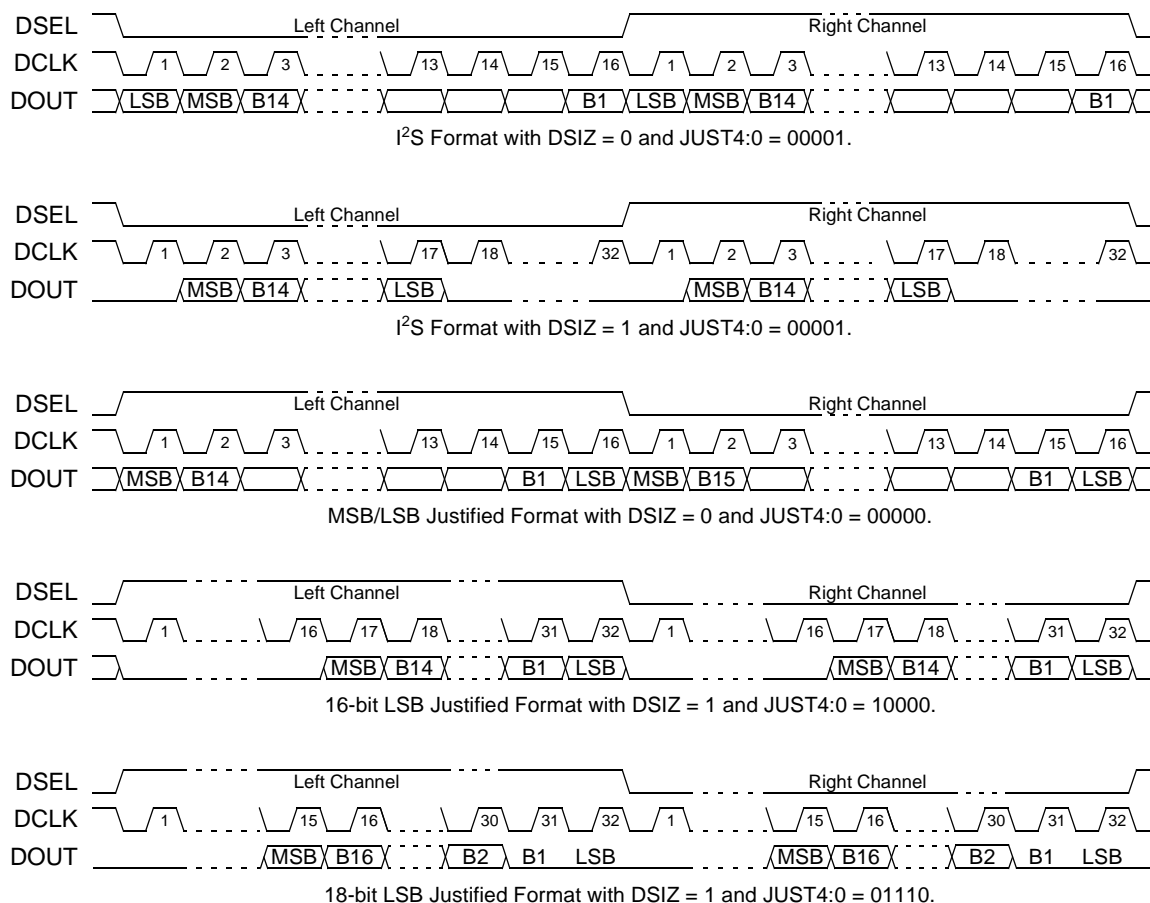 DSEL Left Channel Right Channel
DCLK 1 2 3 13 14 15 16 1 2 3 13 14 15 16
DOUT LSB MSB B14 B1 LSB MSB B14 B1
I²S Format with DSIZ = 0 and JUST4:0 = 00001.
DSEL Left Channel Right Channel
DCLK 1 2 3 17 18 32 1 2 3 17 18 32
DOUT MSB B14 LSB MSB B14 LSB
I²S Format with DSIZ = 1 and JUST4:0 = 00001.
DSEL Left Channel Right Channel
DCLK 1 2 3 13 14 15 16 1 2 3 13 14 15 16
DOUT MSB B14 B1 LSB MSB B15 B1 LSB
MSB/LSB Justified Format with DSIZ = 0 and JUST4:0 = 00000.
DSEL Left Channel Right Channel
DCLK 1 16 17 18 31 32 1 16 17 18 31 32
DOUT MSB B14 B1 LSB MSB B14 B1 LSB
16-bit LSB Justified Format with DSIZ = 1 and JUST4:0 = 10000.
DSEL Left Channel Right Channel
DCLK 1 15 16 30 31 32 1 15 16 30 31 32
DOUT MSB B16 B2 B1 LSB MSB B16 B2 B1 LSB
18-bit LSB Justified Format with DSIZ = 1 and JUST4:0 = 01110.